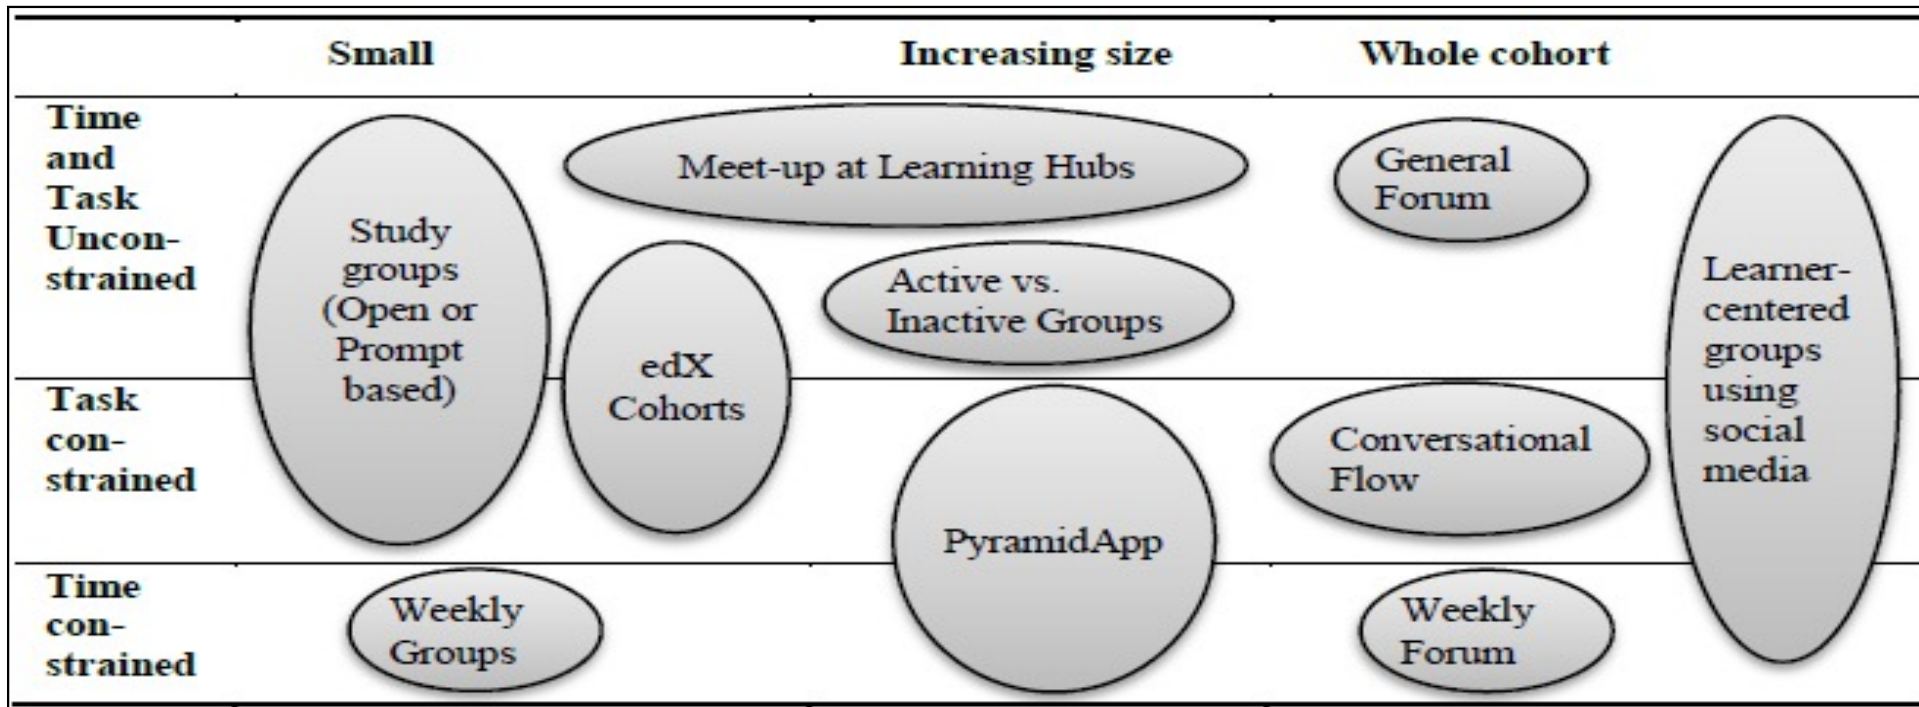 Small
Increasing size
Whole cohort
Time
and
Task
Uncon-
strained
Study
groups
(Open or
Prompt
based)
Meet-up at Learning Hubs
edX
Cohorts
Active vs.
Inactive Groups
General
Forum
Learner-
centered
groups
using
social
media
Task
con-
strained
PyramidApp
Conversational
Flow
Time
con-
strained
Weekly
Groups
Weekly
Forum